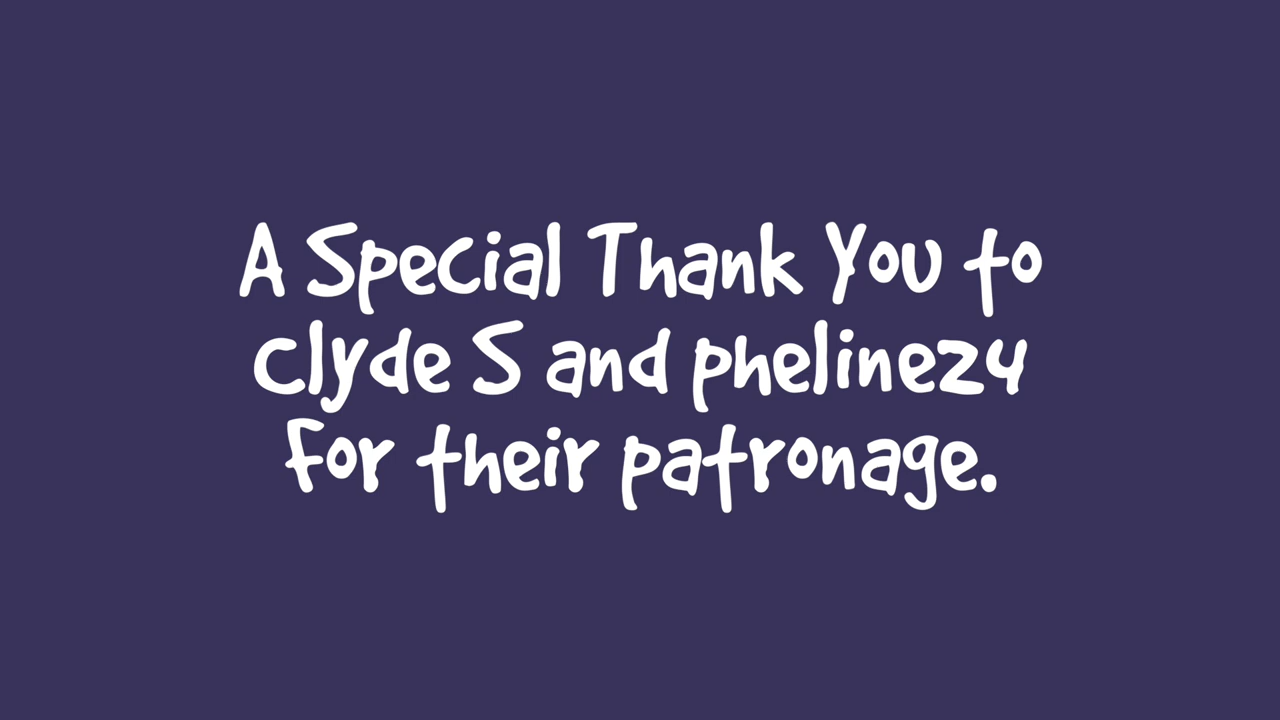 A Special Thank You to
Clyde S and phelinez4
for their patronage.